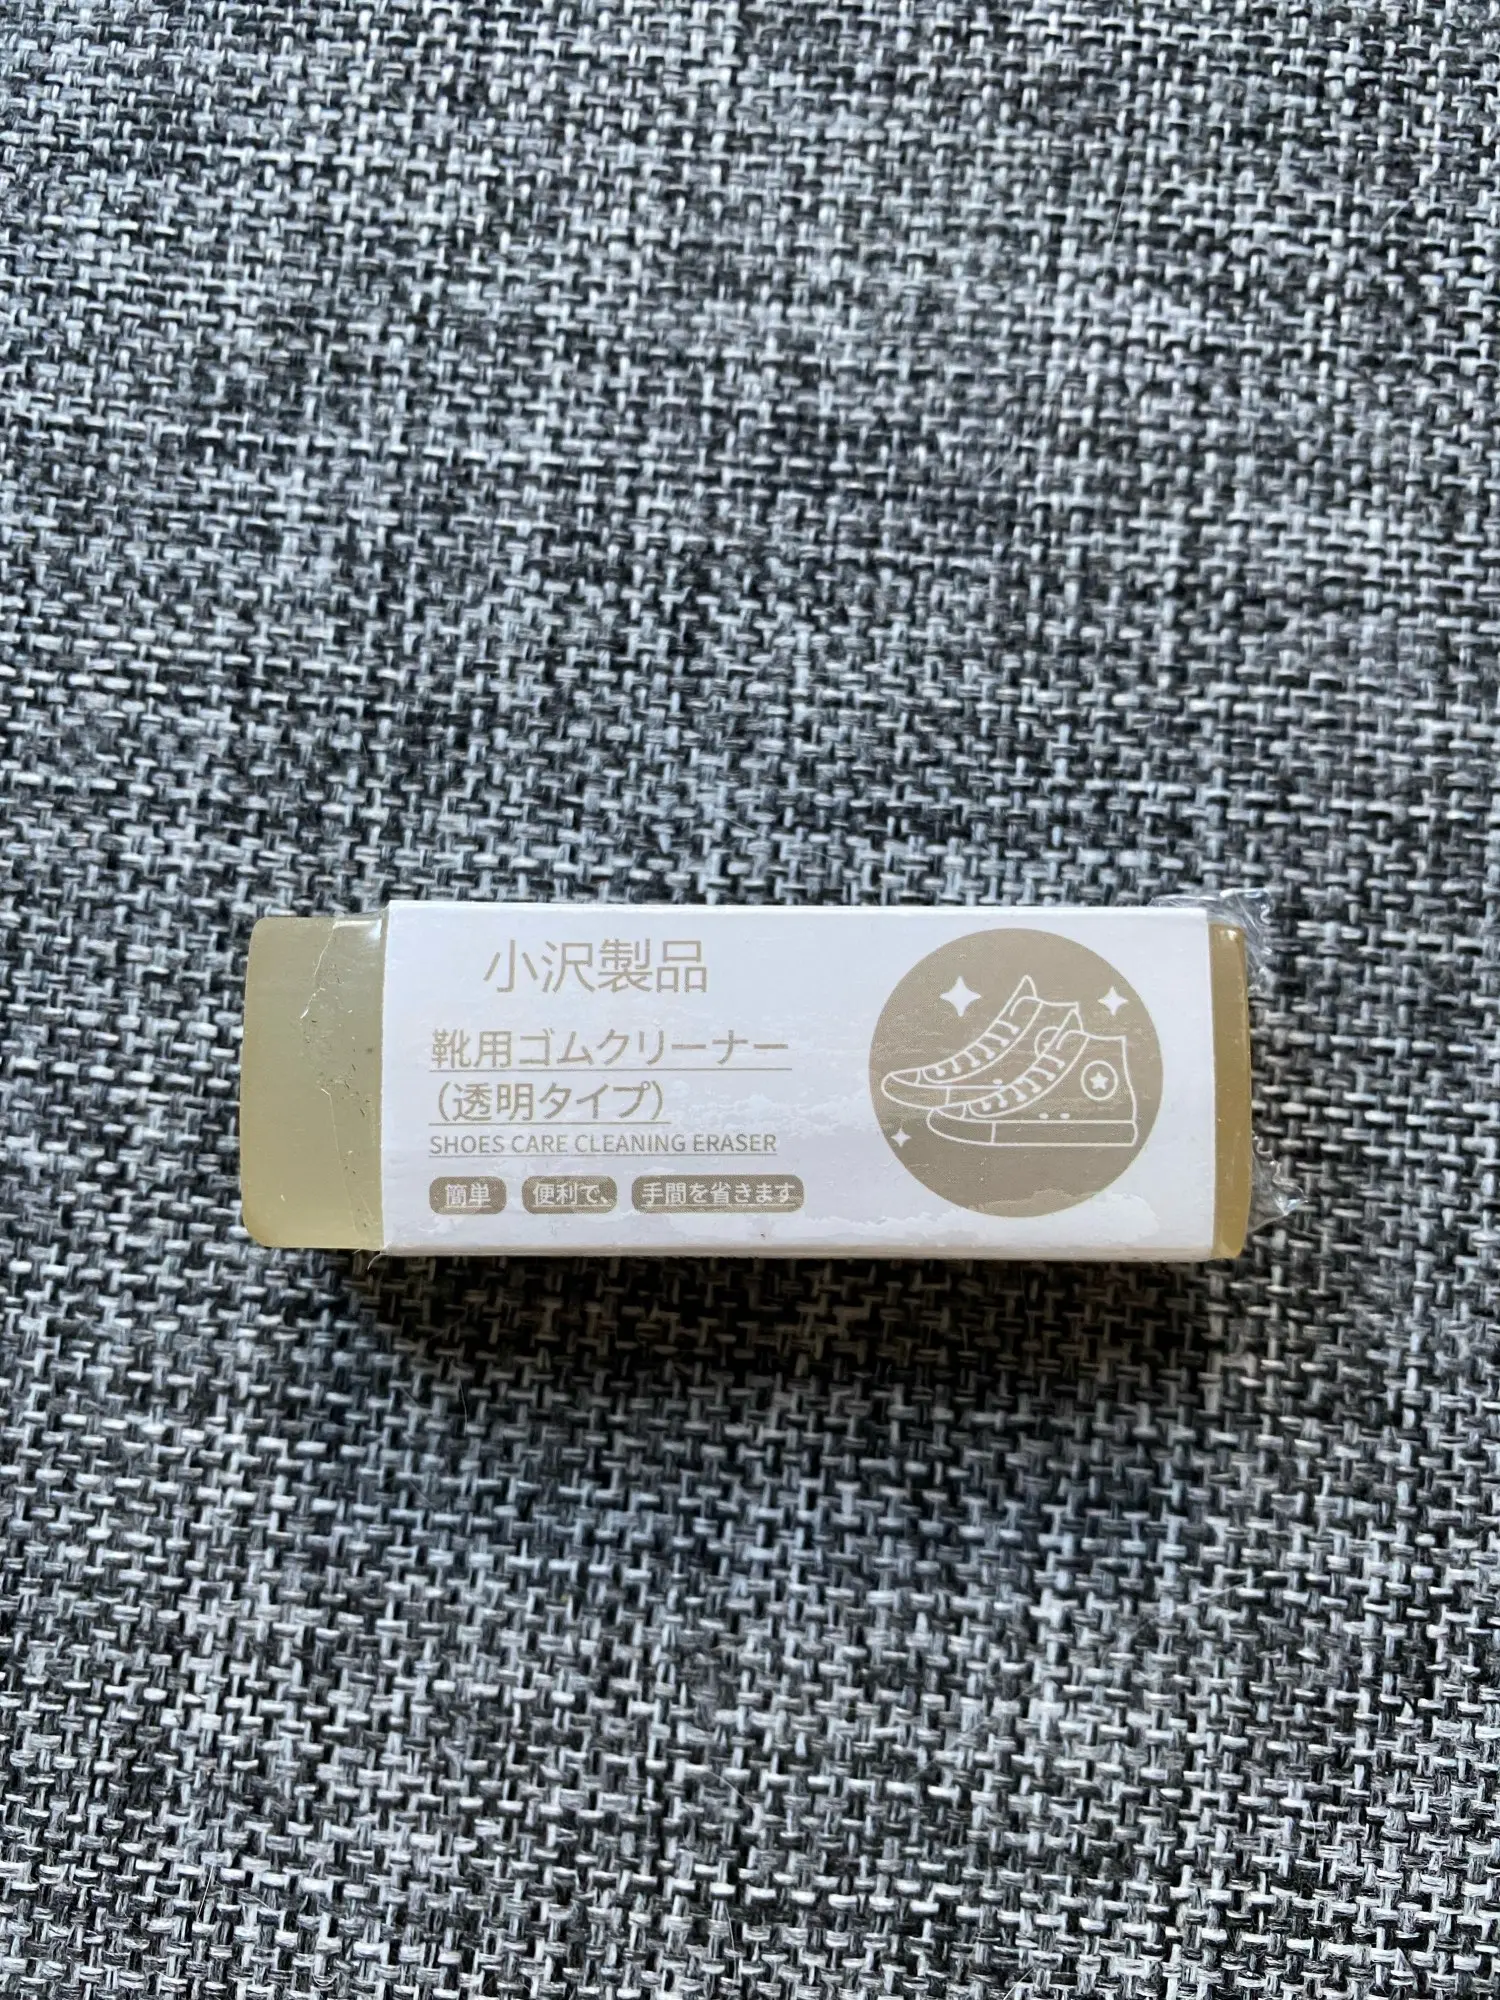 小沢製品
靴用ゴムクリーナー
（透明タイプ）
SHOES CARE CLEANING ERASER
簡単 便利で、 手間を省きます